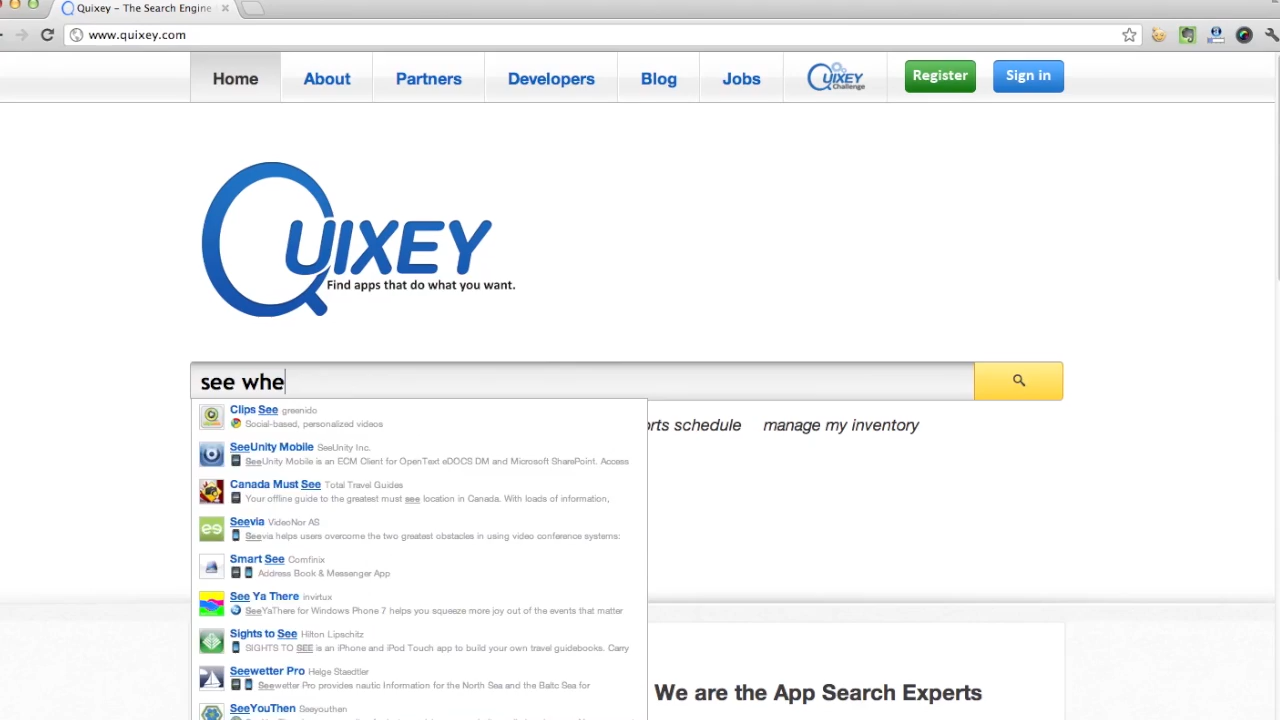 Quixey – The Search Engine
www.quixey.com
Home About Partners Developers Blog Jobs QUIXEY Challenge Register Sign in
QUIXEY
Find apps that do what you want.
see whe
orts schedule manage my inventory
Clips See greenido
Social-based, personalized videos
SeeUnity Mobile SeeUnity Inc.
SeeUnity Mobile is an ECM Client for OpenText eDOCS DM and Microsoft SharePoint. Access
Canada Must See Total Travel Guides
Your offline guide to the greatest must see location in Canada. With loads of information,
Seevia VideoNor AS
Seevia helps users overcome the two greatest obstacles in using video conference systems:
Smart See Comfinix
Address Book & Messenger App
See Ya There invirtux
SeeYaThere for Windows Phone 7 helps you squeeze more joy out of the events that matter
Sights to See Hilton Lipschitz
SIGHTS TO SEE is an iPhone and iPod Touch app to build your own travel guidebooks. Carry
Seewetter Pro Helge Staedtler
Seewetter Pro provides nautic Information for the North Sea and the Baltc Sea for
SeeYouThen Seeyouthen
We are the App Search Experts